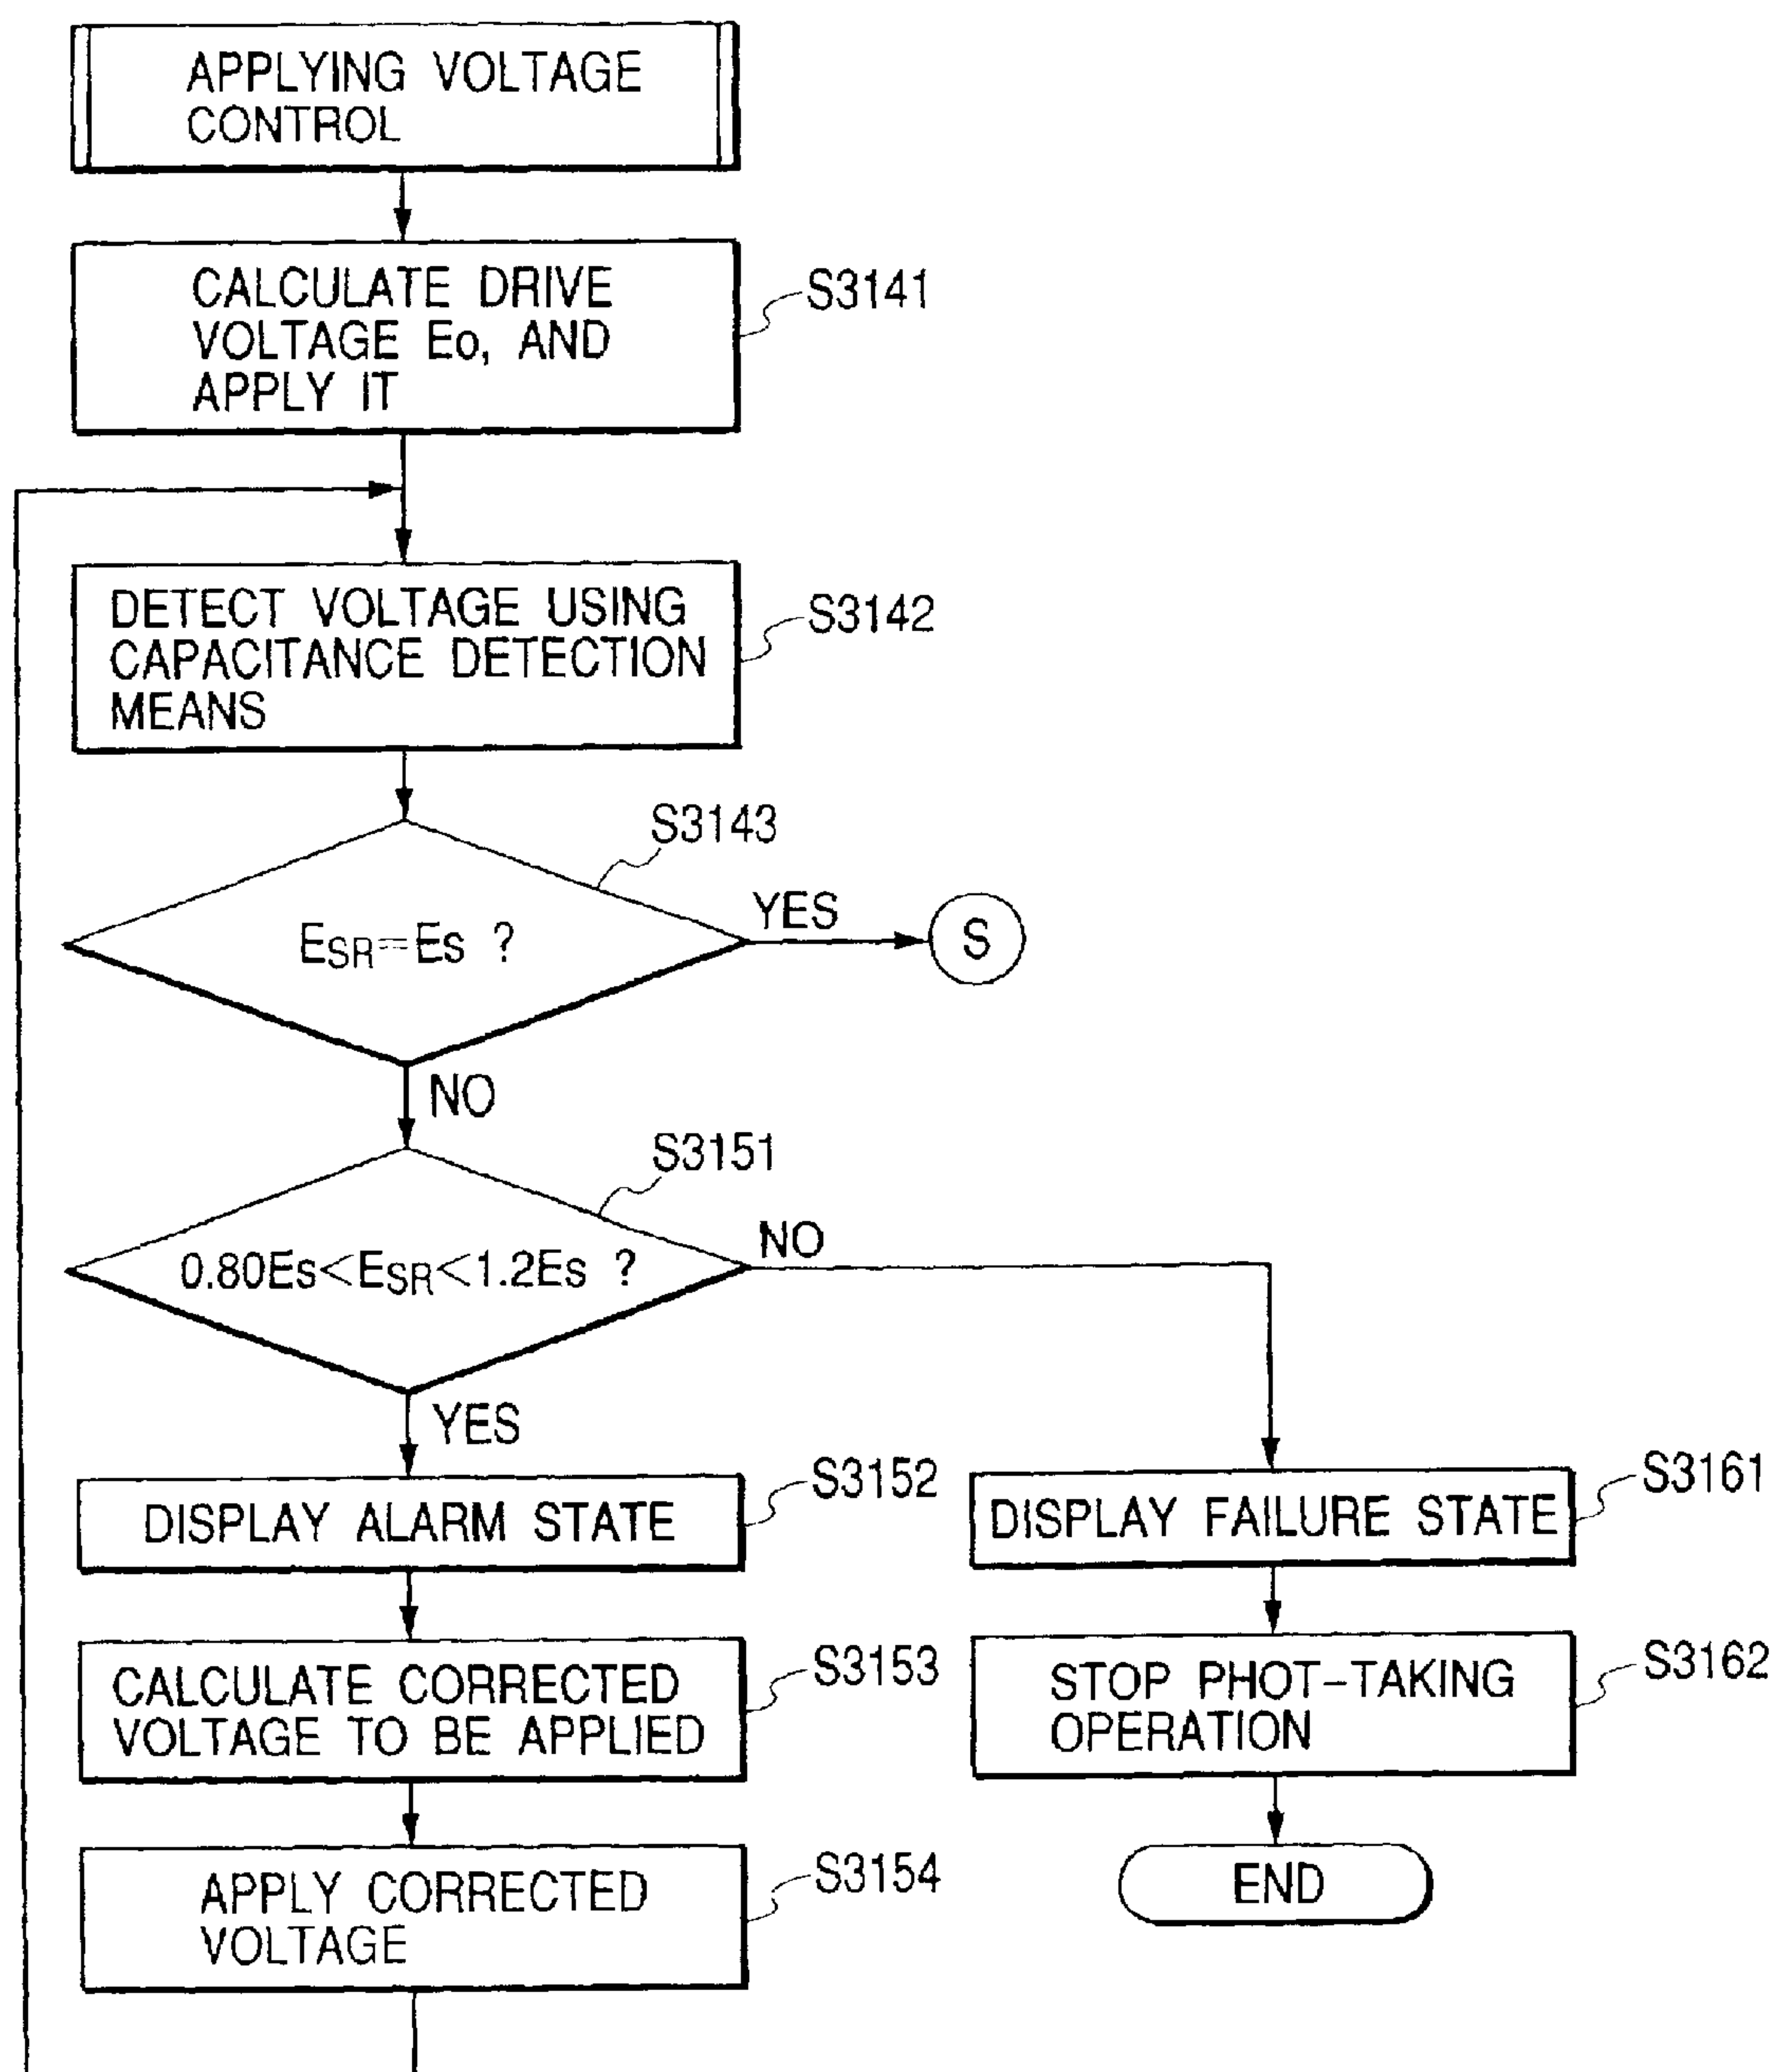 APPLYING VOLTAGE
CONTROL
CALCULATE DRIVE
VOLTAGE Eo, AND
APPLY IT
S3141
DETECT VOLTAGE USING
CAPACITANCE DETECTION
MEANS
S3142
S3143
ESR=Es ?
YES
S
NO
S3151
0.80Es<ESR<1.2Es ?
NO
YES
DISPLAY ALARM STATE
S3152
DISPLAY FAILURE STATE
S3161
CALCULATE CORRECTED
VOLTAGE TO BE APPLIED
S3153
STOP PHOT-TAKING
OPERATION
S3162
APPLY CORRECTED
VOLTAGE
S3154
END